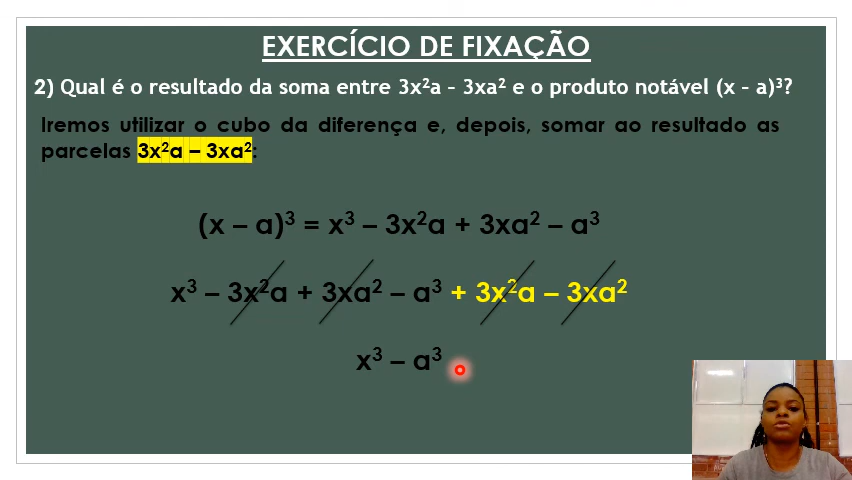 EXERCÍCIO DE FIXAÇÃO
2) Qual é o resultado da soma entre 3x²a – 3xa² e o produto notável (x – a)³?
Iremos utilizar o cubo da diferença e, depois, somar ao resultado as
parcelas 3x²a – 3xa²:
(x – a)³ = x³ – 3x²a + 3xa² – a³
x³ – 3x²a + 3xa² – a³ + 3x²a – 3xa²
x³ – a³